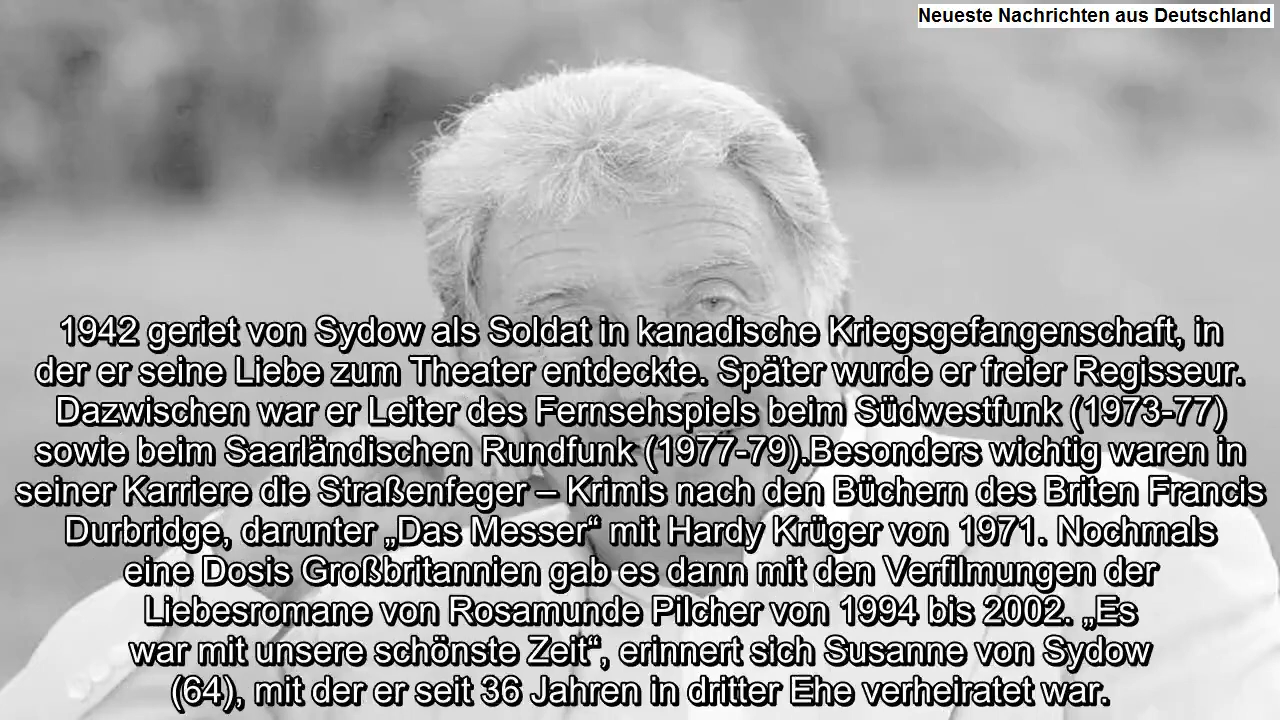 Neueste Nachrichten aus Deutschland
1942 geriet von Sydow als Soldat in kanadische Kriegsgefangenschaft, in
der er seine Liebe zum Theater entdeckte. Später wurde er freier Regisseur.
Dazwischen war er Leiter des Fernsehspiels beim Südwestfunk (1973-77)
sowie beim Saarländischen Rundfunk (1977-79).Besonders wichtig waren in
seiner Karriere die Straßenfeger – Krimis nach den Büchern des Briten Francis
Durbridge, darunter „Das Messer“ mit Hardy Krüger von 1971. Nochmals
eine Dosis Großbritannien gab es dann mit den Verfilmungen der
Liebesromane von Rosamunde Pilcher von 1994 bis 2002. „Es
war mit unsere schönste Zeit“, erinnert sich Susanne von Sydow
(64), mit der er seit 36 Jahren in dritter Ehe verheiratet war.